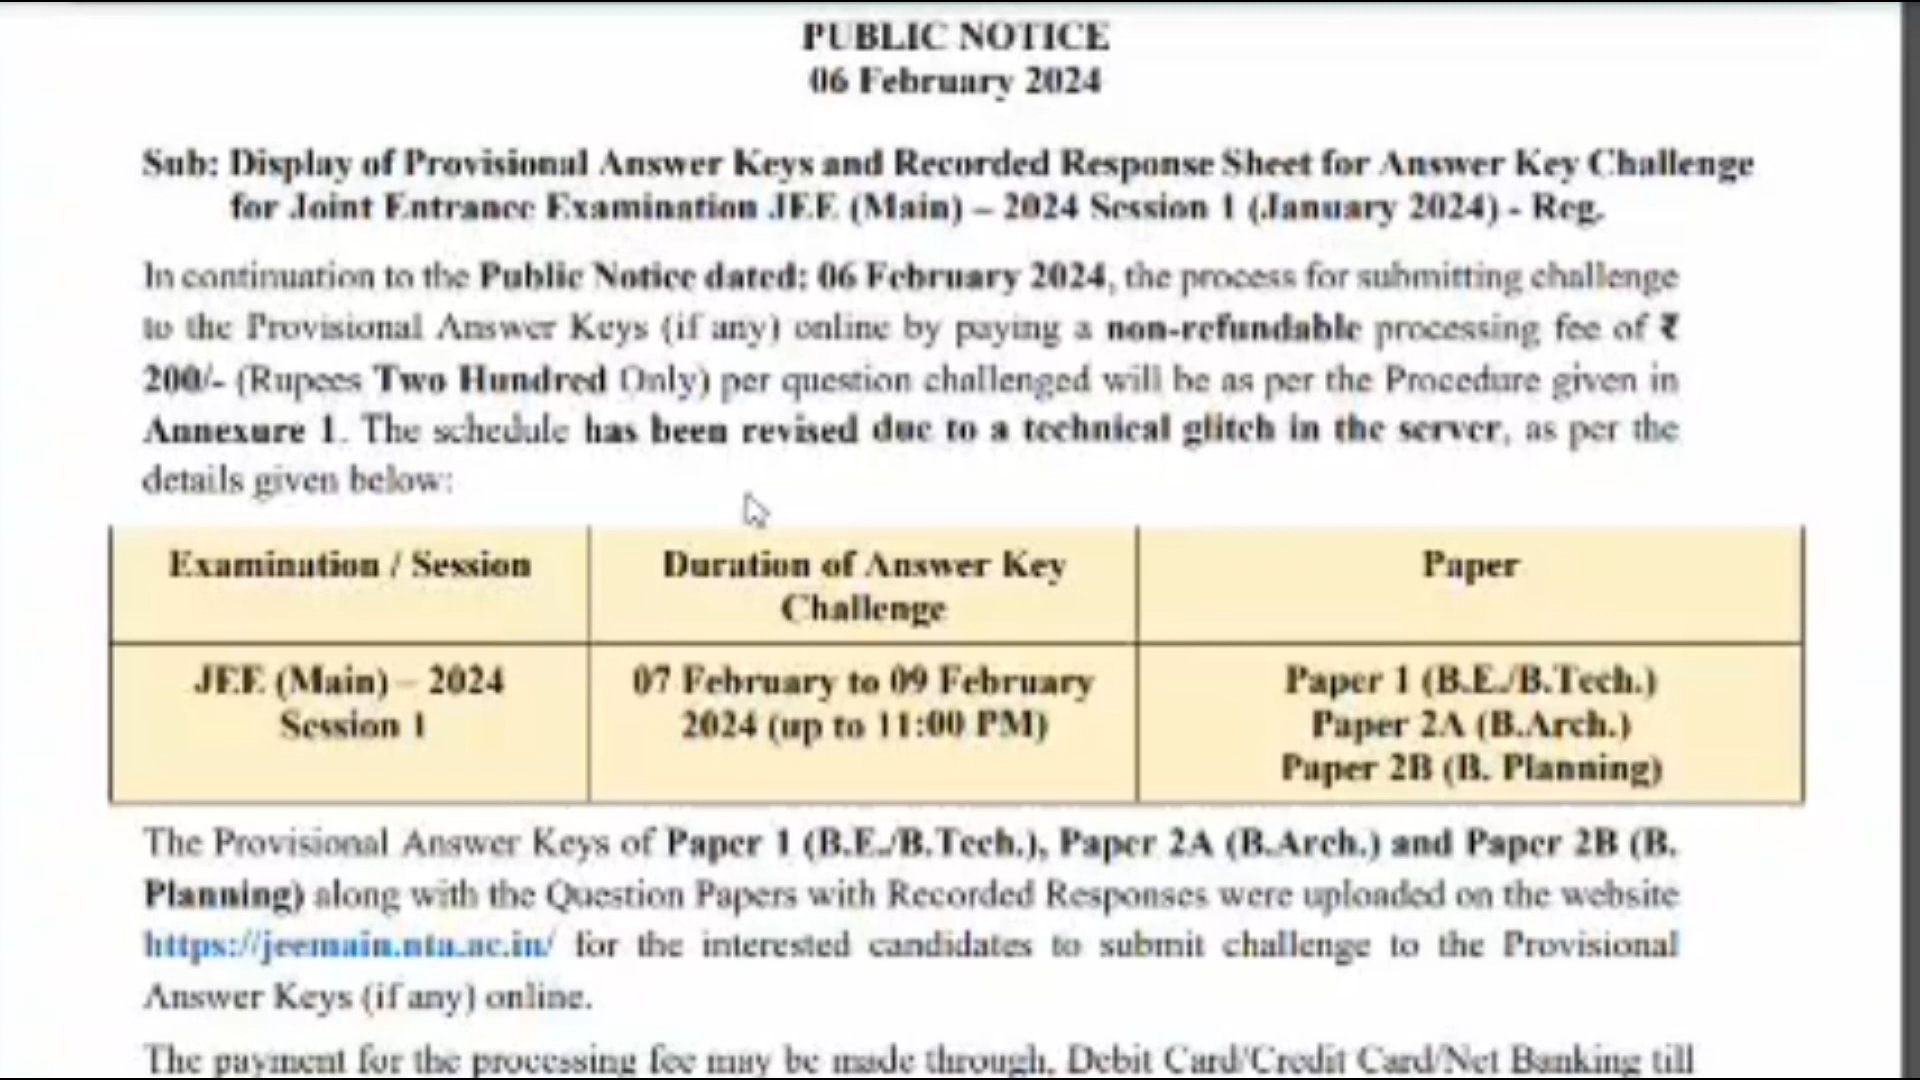 PUBLIC NOTICE
06 February 2024
Sub: Display of Provisional Answer Keys and Recorded Response Sheet for Answer Key Challenge
for Joint Entrance Examination JEE (Main) – 2024 Session 1 (January 2024) - Reg.
In continuation to the Public Notice dated: 06 February 2024, the process for submitting challenge
to the Provisional Answer Keys (if any) online by paying a non-refundable processing fee of ₹
200/- (Rupees Two Hundred Only) per question challenged will be as per the Procedure given in
Annexure 1. The schedule has been revised due to a technical glitch in the server, as per the
details given below:
Examination / Session
Duration of Answer Key
Challenge
Paper
JEE (Main) – 2024
Session 1
07 February to 09 February
2024 (up to 11:00 PM)
Paper 1 (B.E./B.Tech.)
Paper 2A (B.Arch.)
Paper 2B (B. Planning)
The Provisional Answer Keys of Paper 1 (B.E./B.Tech.), Paper 2A (B.Arch.) and Paper 2B (B.
Planning) along with the Question Papers with Recorded Responses were uploaded on the website
https://jeemain.nta.ac.in/ for the interested candidates to submit challenge to the Provisional
Answer Keys (if any) online.
The payment for the processing fee may be made through, Debit Card/Credit Card/Net Banking till